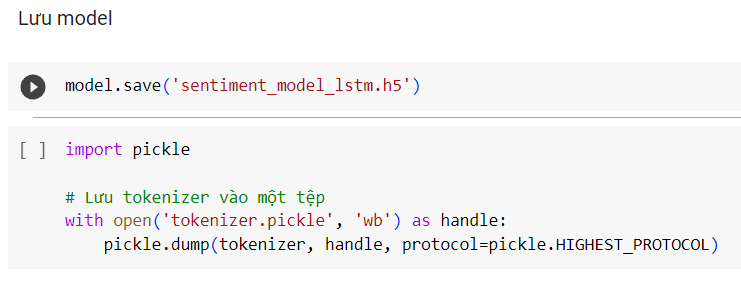 Lưu model
model.save('sentiment_model_lstm.h5')
[ ] import pickle
# Lưu tokenizer vào một tệp
with open('tokenizer.pickle', 'wb') as handle:
    pickle.dump(tokenizer, handle, protocol=pickle.HIGHEST_PROTOCOL)